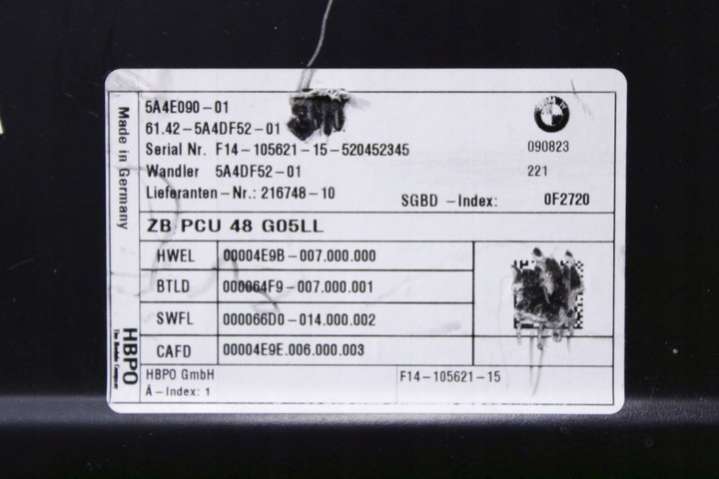 5A4E090-01
61.42-5A4DF52-01
Serial Nr. F14-105621-15-520452345
Wandler 5A4DF52-01
Lieferanten-Nr.: 216748-10
090823
221
SGBD -Index: 0F2720
ZB PCU 48 G05LL
HWEL 00004E9B-007.000.000
BTLD 000064F9-007.000.001
SWFL 000066D0-014.000.002
CAFD 00004E9E.006.000.003
HBPO GmbH
Ä-Index: 1
F14-105621-15
Made in Germany
HBPO